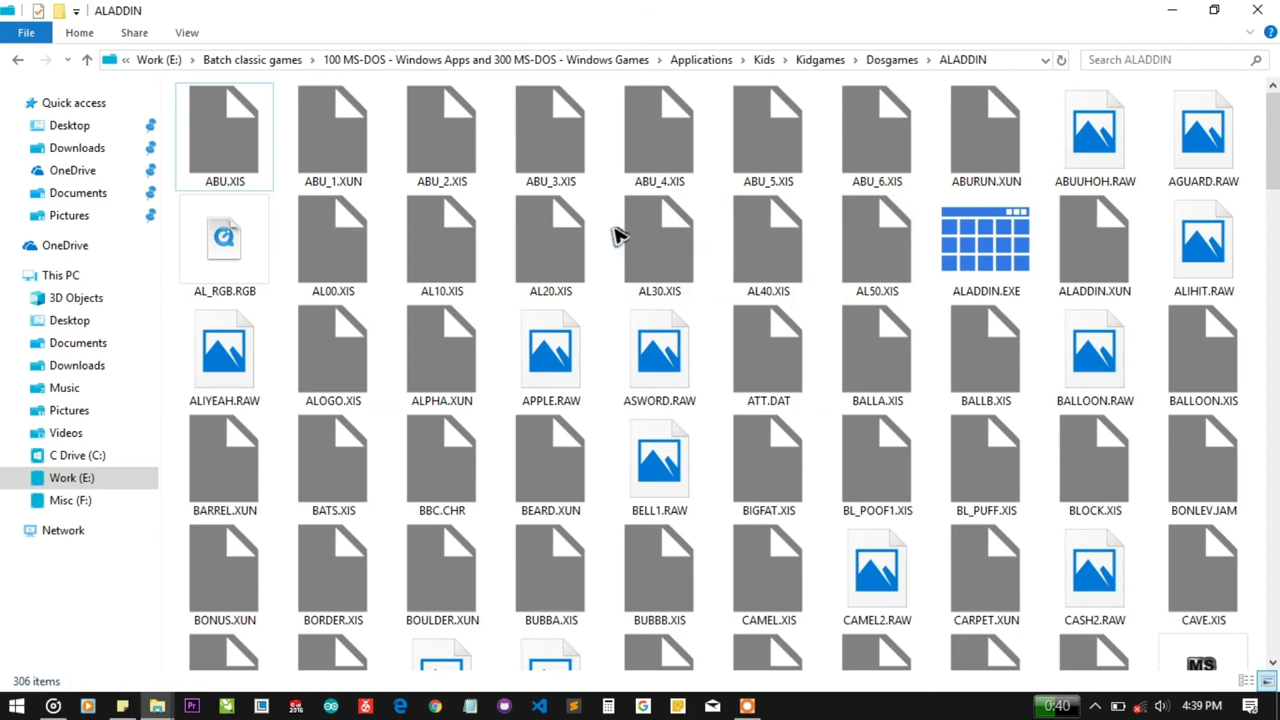 ALADDIN
File Home Share View
« Work (E:) > Batch classic games > 100 MS-DOS - Windows Apps and 300 MS-DOS - Windows Games > Applications > Kids > Kidgames > Dosgames > ALADDIN
Search ALADDIN
Quick access
Desktop
Downloads
OneDrive
Documents
Pictures
OneDrive
This PC
3D Objects
Desktop
Documents
Downloads
Music
Pictures
Videos
C Drive (C:)
Work (E:)
Misc (F:)
Network
ABU.XIS ABU_1.XUN ABU_2.XIS ABU_3.XIS ABU_4.XIS ABU_5.XIS ABU_6.XIS ABURUN.XUN ABUUHOH.RAW AGUARD.RAW
AL_RGB.RGB AL00.XIS AL10.XIS AL20.XIS AL30.XIS AL40.XIS AL50.XIS ALADDIN.EXE ALADDIN.XUN ALIHIT.RAW
ALIYEAH.RAW ALOGO.XIS ALPHA.XUN APPLE.RAW ASWORD.RAW ATT.DAT BALLA.XIS BALLB.XIS BALLOON.RAW BALLOON.XIS
BARREL.XUN BATS.XIS BBC.CHR BEARD.XUN BELL1.RAW BIGFAT.XIS BL_POOF1.XIS BL_PUFF.XIS BLOCK.XIS BONLEV.JAM
BONUS.XUN BORDER.XIS BOULDER.XUN BUBBA.XIS BUBBB.XIS CAMEL.XIS CAMEL2.RAW CARPET.XUN CASH2.RAW CAVE.XIS
MS
306 items
Pr
L
SW
2016
G
0:40
4:39 PM